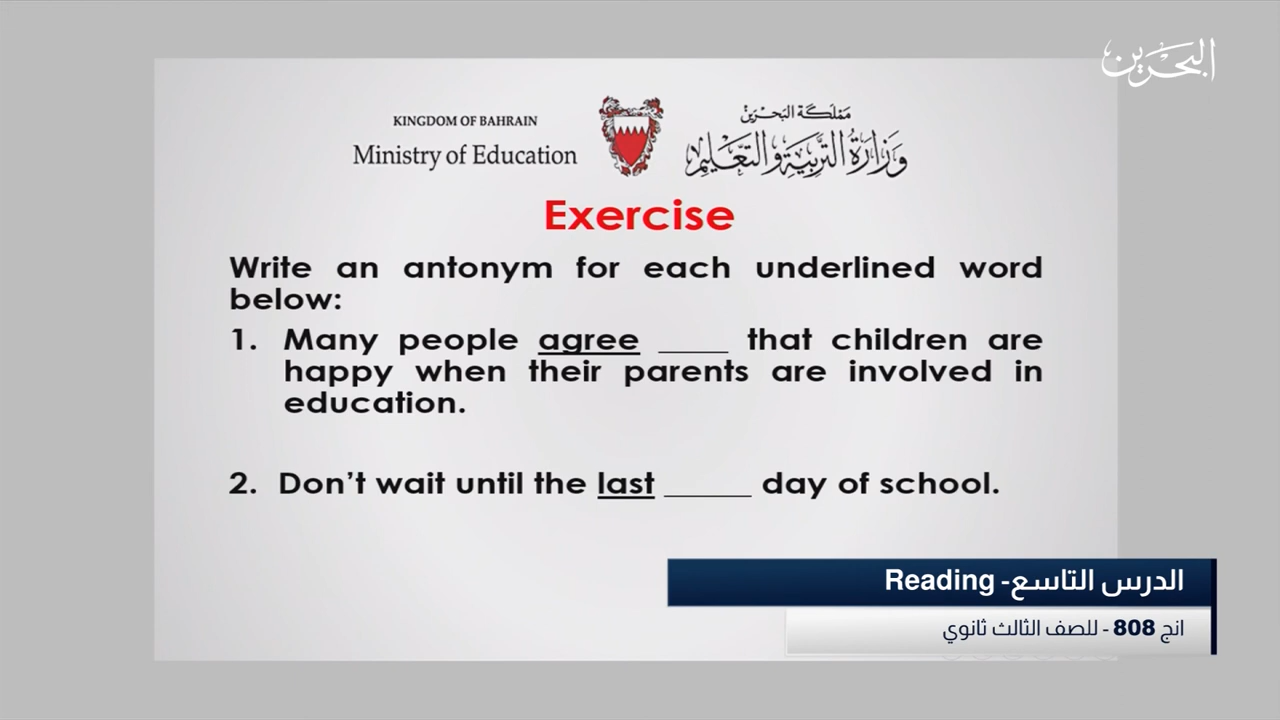 البحرين
KINGDOM OF BAHRAIN
Ministry of Education
مملكة البحرين
وزارة التربية والتعليم
Exercise
Write an antonym for each underlined word
below:
1. Many people agree ____ that children are
happy when their parents are involved in
education.
2. Don’t wait until the last _____ day of school.
الدرس التاسع- Reading
انج 808 - للصف الثالث ثانوي